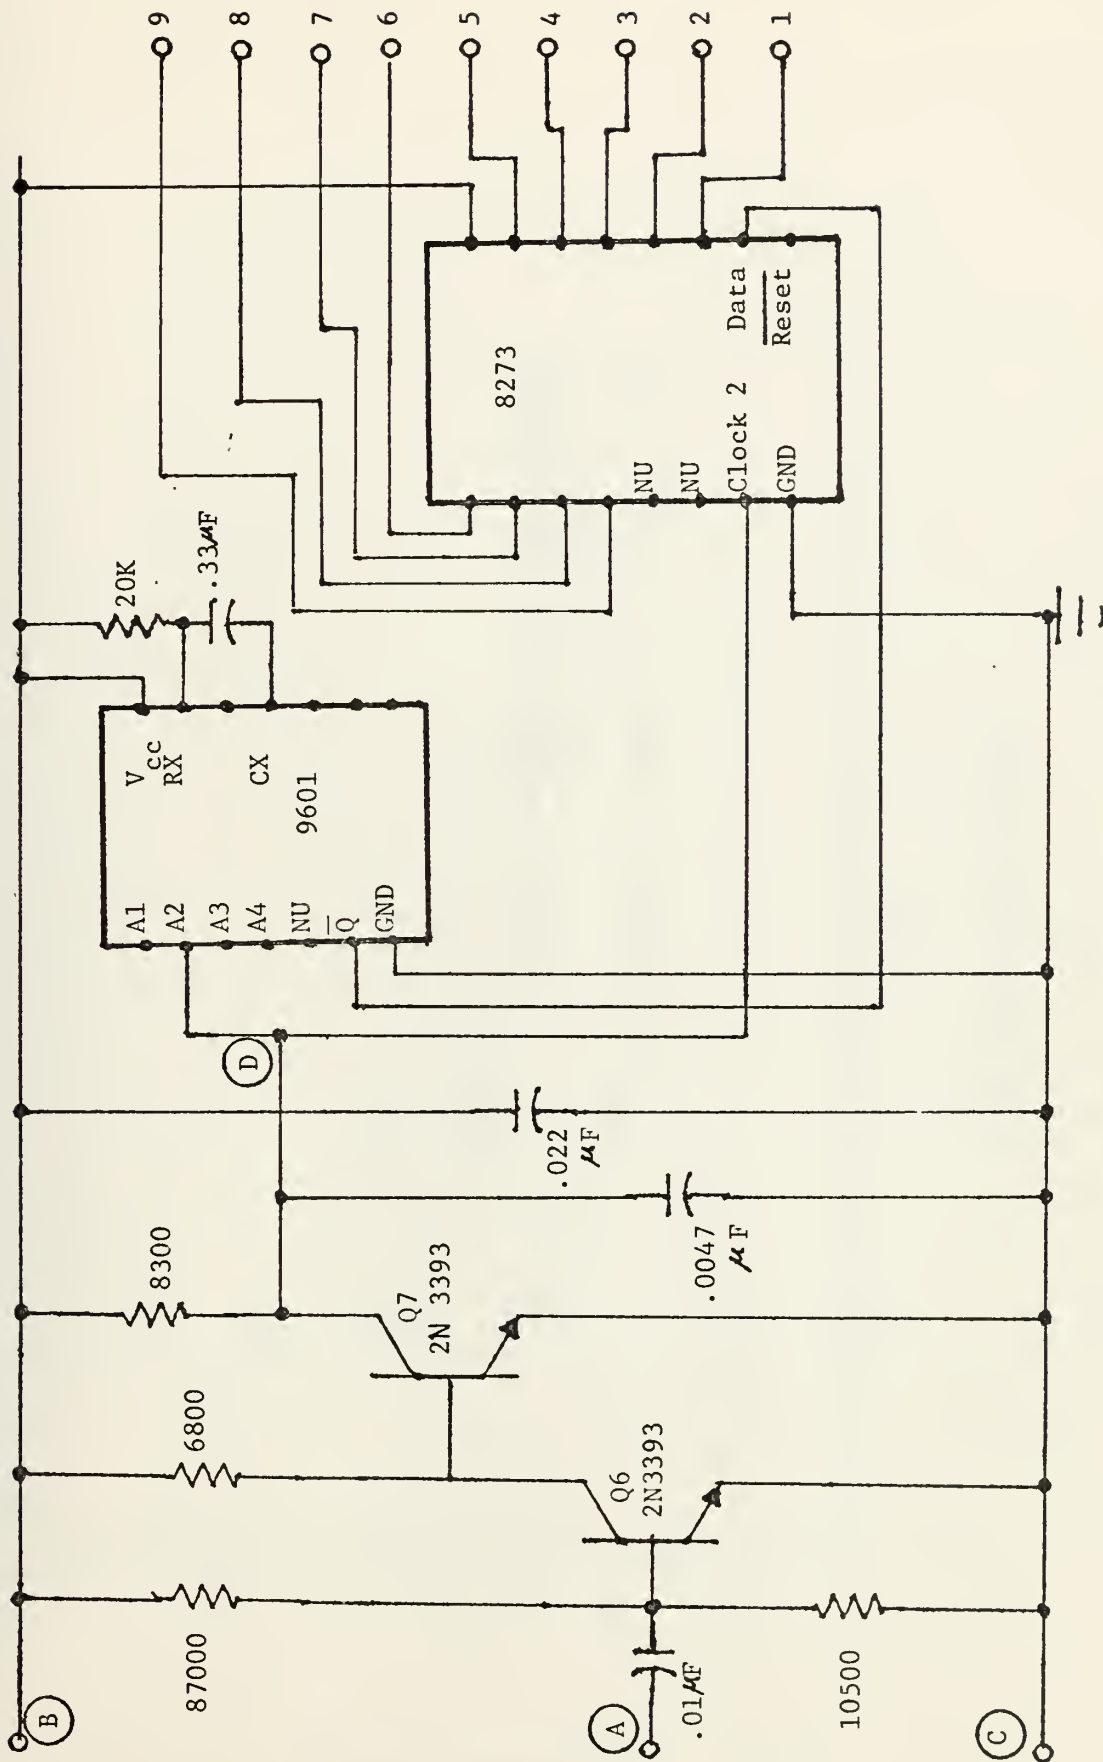 B
A
C
87000
.01μF
10500
6800
Q6
2N3393
8300
Q7
2N 3393
.0047
μF
.022
μF
D
A1
A2
A3
A4
NU
Q̅
GND
Vcc
RX
CX
9601
20K
.33μF
8273
NU
NU
Clock 2
GND
Data
R̅e̅s̅e̅t̅
9
8
7
6
5
4
3
2
1